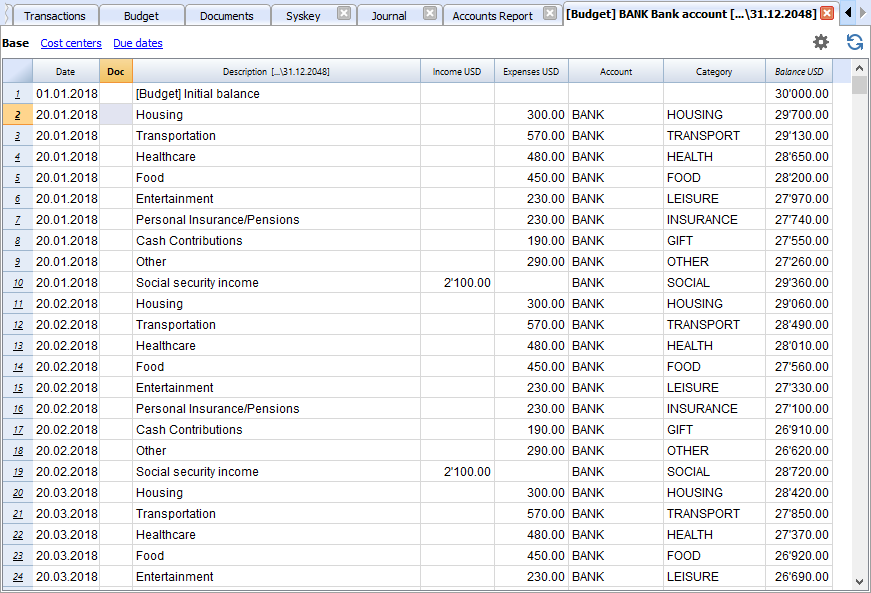 Transactions Budget Documents Syskey Journal Accounts Report [Budget] BANK Bank account [...\31.12.2048]
Base Cost centers Due dates
Date Doc Description [...\31.12.2048] Income USD Expenses USD Account Category Balance USD
1 01.01.2018 [Budget] Initial balance 30'000.00
2 20.01.2018 Housing 300.00 BANK HOUSING 29'700.00
3 20.01.2018 Transportation 570.00 BANK TRANSPORT 29'130.00
4 20.01.2018 Healthcare 480.00 BANK HEALTH 28'650.00
5 20.01.2018 Food 450.00 BANK FOOD 28'200.00
6 20.01.2018 Entertainment 230.00 BANK LEISURE 27'970.00
7 20.01.2018 Personal Insurance/Pensions 230.00 BANK INSURANCE 27'740.00
8 20.01.2018 Cash Contributions 190.00 BANK GIFT 27'550.00
9 20.01.2018 Other 290.00 BANK OTHER 27'260.00
10 20.01.2018 Social security income 2'100.00 BANK SOCIAL 29'360.00
11 20.02.2018 Housing 300.00 BANK HOUSING 29'060.00
12 20.02.2018 Transportation 570.00 BANK TRANSPORT 28'490.00
13 20.02.2018 Healthcare 480.00 BANK HEALTH 28'010.00
14 20.02.2018 Food 450.00 BANK FOOD 27'560.00
15 20.02.2018 Entertainment 230.00 BANK LEISURE 27'330.00
16 20.02.2018 Personal Insurance/Pensions 230.00 BANK INSURANCE 27'100.00
17 20.02.2018 Cash Contributions 190.00 BANK GIFT 26'910.00
18 20.02.2018 Other 290.00 BANK OTHER 26'620.00
19 20.02.2018 Social security income 2'100.00 BANK SOCIAL 28'720.00
20 20.03.2018 Housing 300.00 BANK HOUSING 28'420.00
21 20.03.2018 Transportation 570.00 BANK TRANSPORT 27'850.00
22 20.03.2018 Healthcare 480.00 BANK HEALTH 27'370.00
23 20.03.2018 Food 450.00 BANK FOOD 26'920.00
24 20.03.2018 Entertainment 230.00 BANK LEISURE 26'690.00